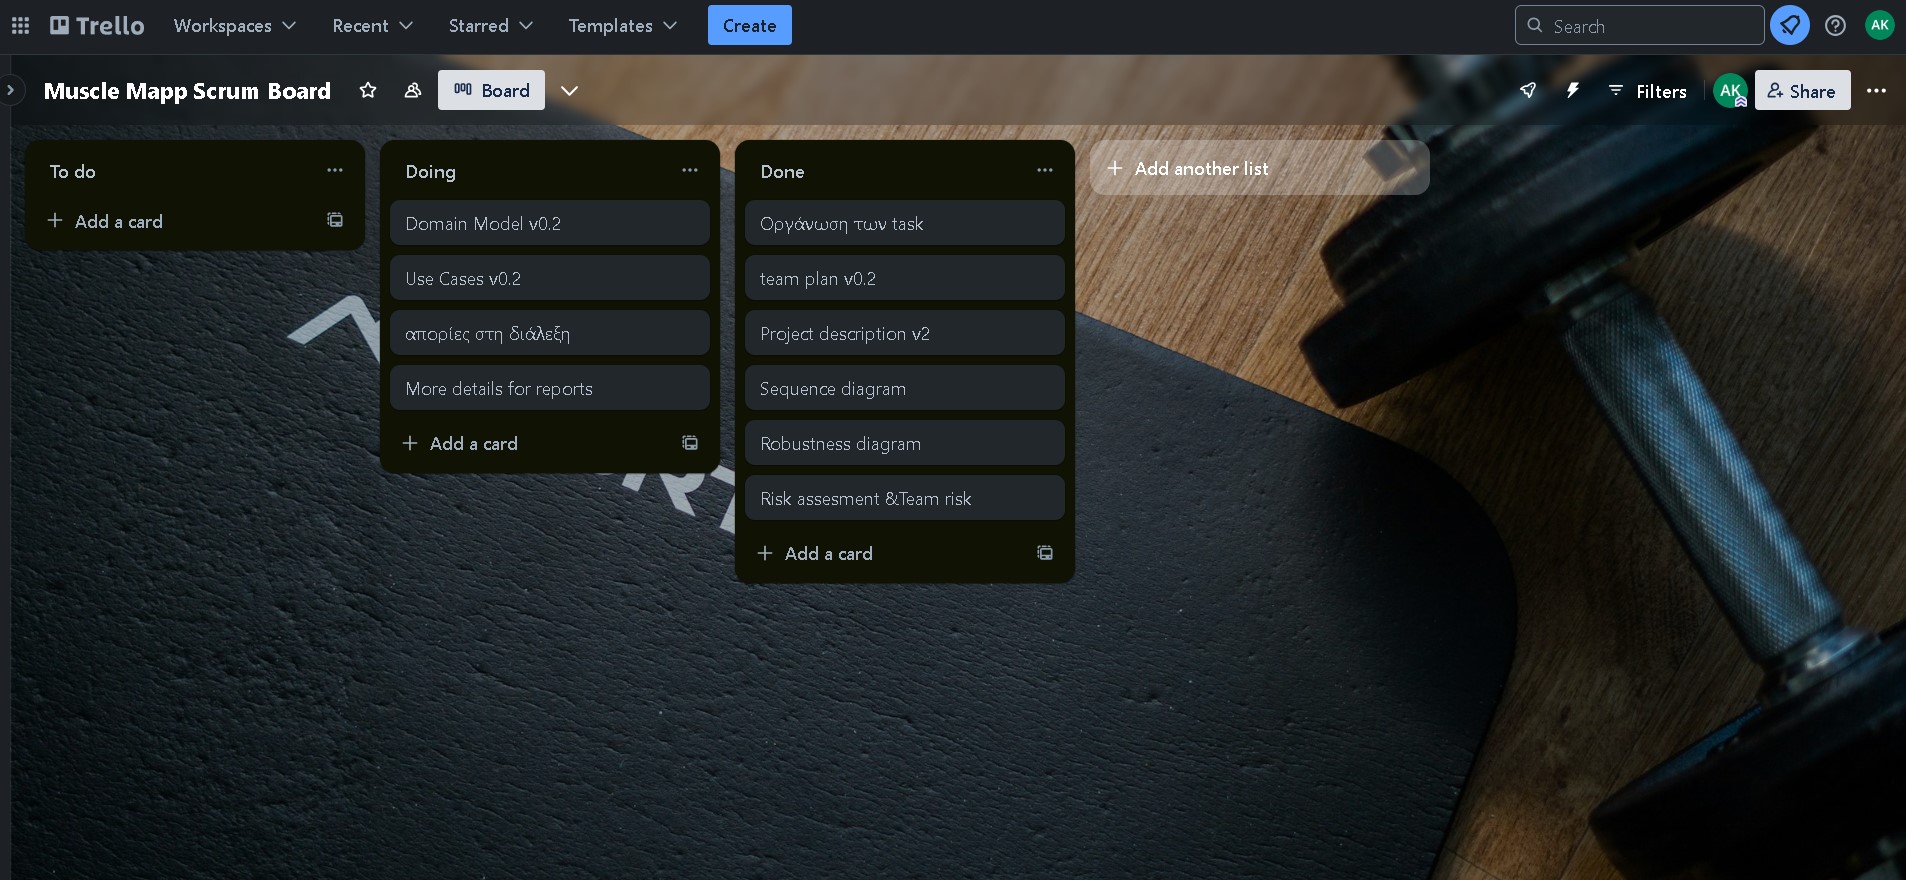 Trello Workspaces Recent Starred Templates Create Search AK
Muscle Mapp Scrum Board Board Filters AK Share
To do
Add a card
Doing
Domain Model v0.2
Use Cases v0.2
απορίες στη διάλεξη
More details for reports
Add a card
Done
Οργάνωση των task
team plan v0.2
Project description v2
Sequence diagram
Robustness diagram
Risk assesment &Team risk
Add a card
Add another list